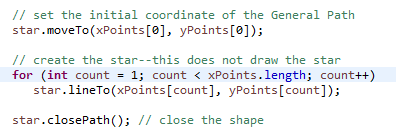 // set the initial coordinate of the General Path
star.moveTo(xPoints[0], yPoints[0]);
// create the star--this does not draw the star
for (int count = 1; count < xPoints.length; count++)
star.lineTo(xPoints[count], yPoints[count]);
star.closePath(); // close the shape